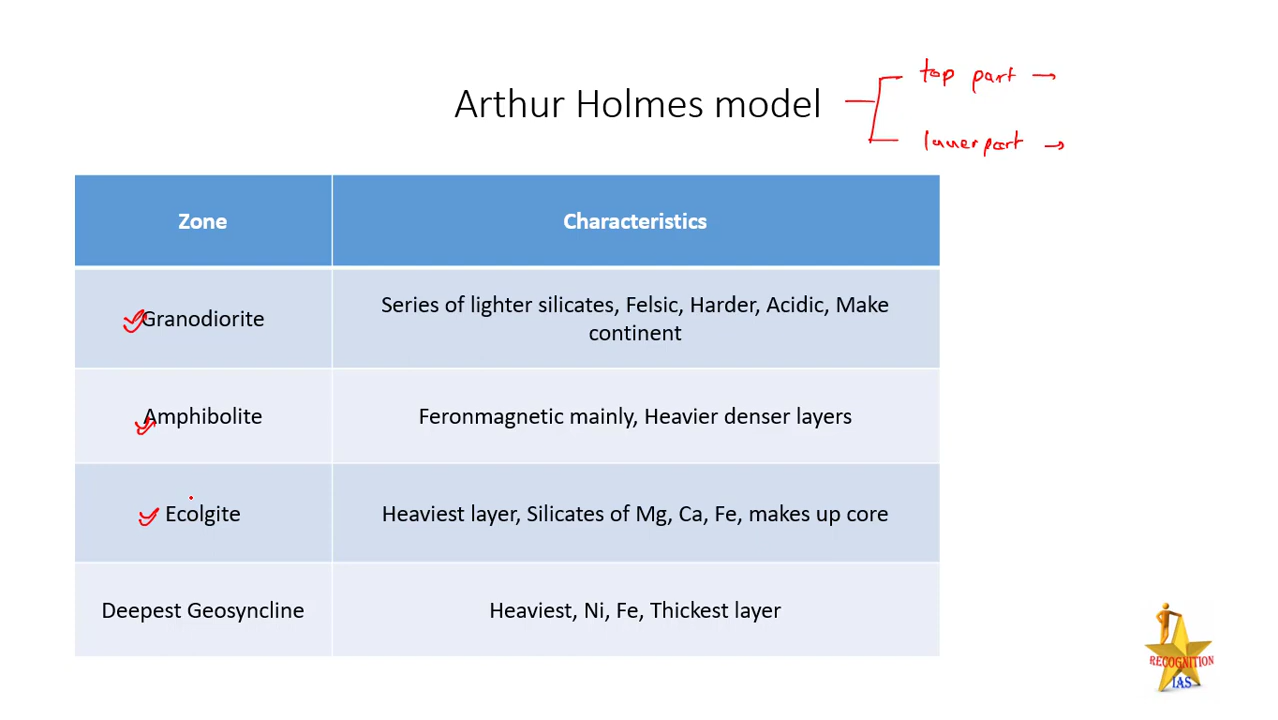 top part →
Arthur Holmes model
lower part →
Zone
Characteristics
Granodiorite
Series of lighter silicates, Felsic, Harder, Acidic, Make
continent
Amphibolite
Feronmagnetic mainly, Heavier denser layers
Ecolgite
Heaviest layer, Silicates of Mg, Ca, Fe, makes up core
Deepest Geosyncline
Heaviest, Ni, Fe, Thickest layer
RECOGNITION
IAS